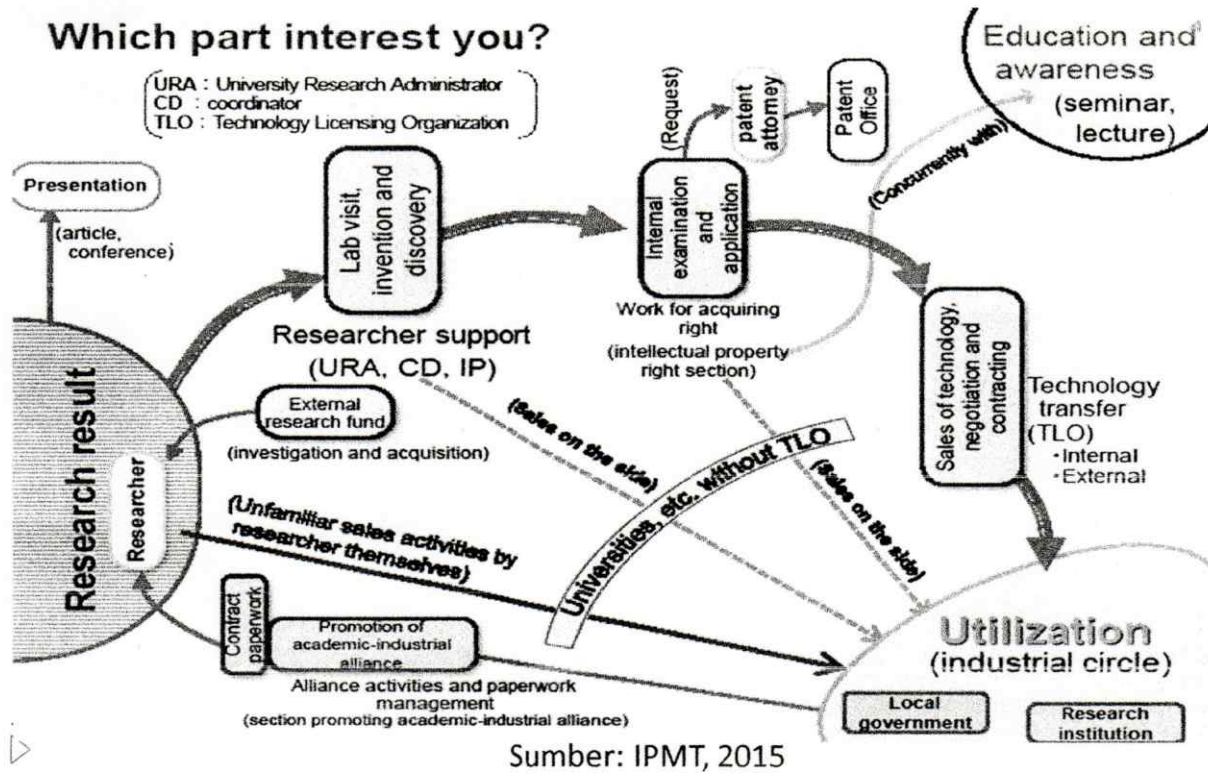 Which part interest you?
URA : University Research Administrator
CD : coordinator
TLO : Technology Licensing Organization
Education and
awareness
(seminar,
lecture)
Presentation
(article,
conference)
Lab visit,
invention and
discovery
Researcher support
(URA, CD, IP)
(Request)
patent
attorney
Patent
Office
Internal
examination
and
application
Work for acquiring
right
(intellectual property
right section)
(Concurrently with)
Sales of technology,
negotiation and
contracting
Technology
transfer
(TLO)
・Internal
・External
Research result
Researcher
External
research fund
(investigation and acquisition)
(Sales on the side)
Universities, etc. without TLO
(Sales on the side)
(Unfamiliar sales activities by
researcher themselves)
Contract
paperwork
Promotion of
academic-industrial
alliance
Alliance activities and paperwork
management
(section promoting academic-industrial alliance)
Utilization
(industrial circle)
Local
government
Research
institution
Sumber: IPMT, 2015